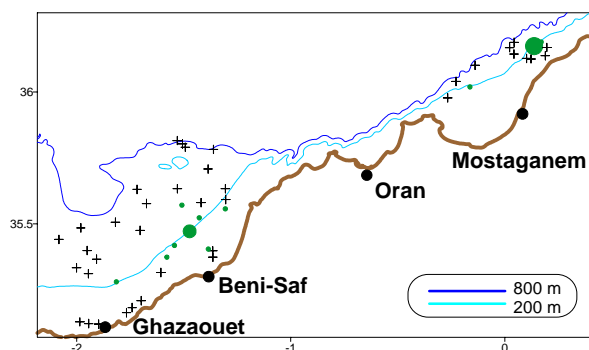 36
Mostaganem
Oran
35.5
Beni-Saf
800 m
200 m
Ghazaouet
-2
-1
0